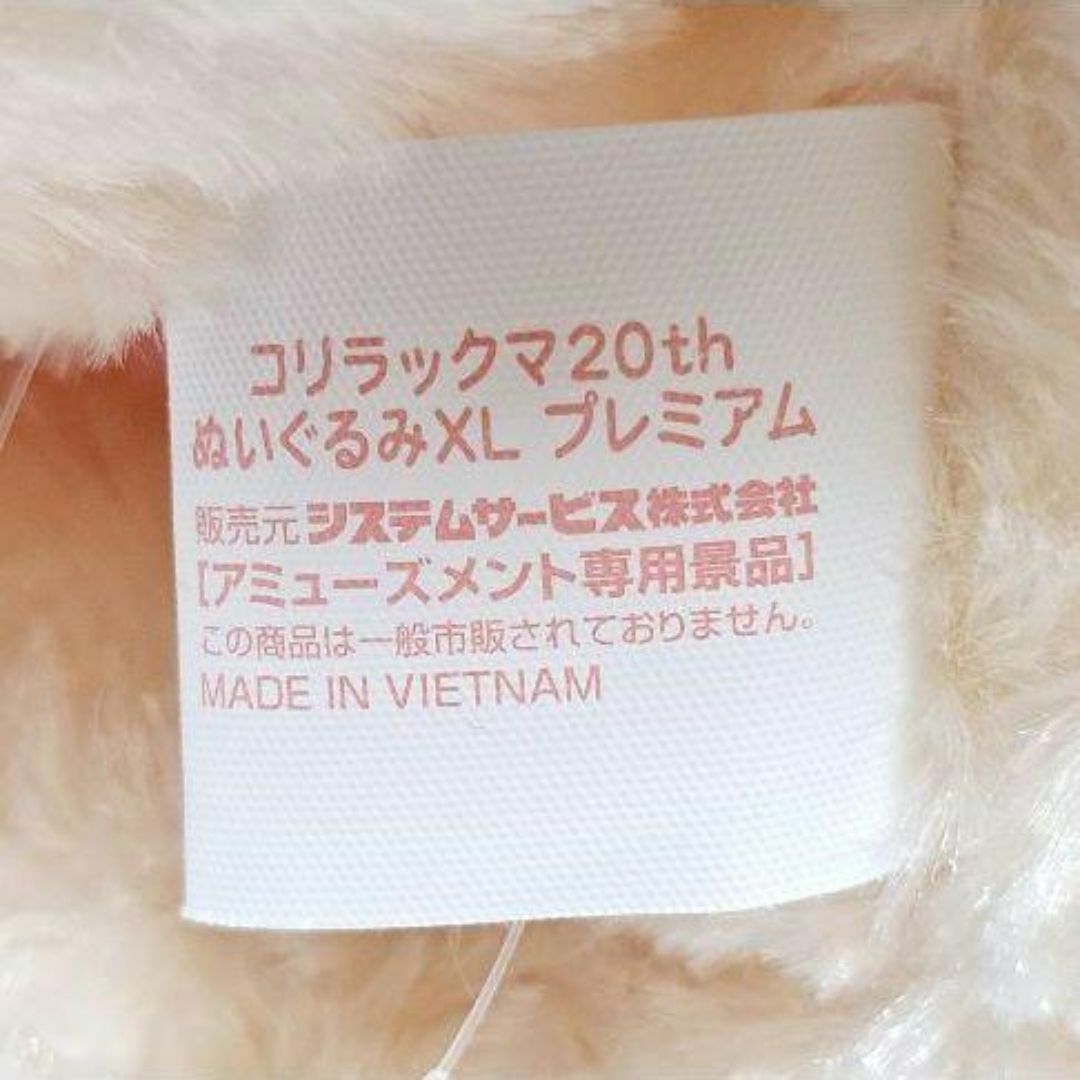 コリラックマ20th
ぬいぐるみXL プレミアム
販売元 システムサービス株式会社
[アミューズメント専用景品]
この商品は一般市販されておりません。
MADE IN VIETNAM